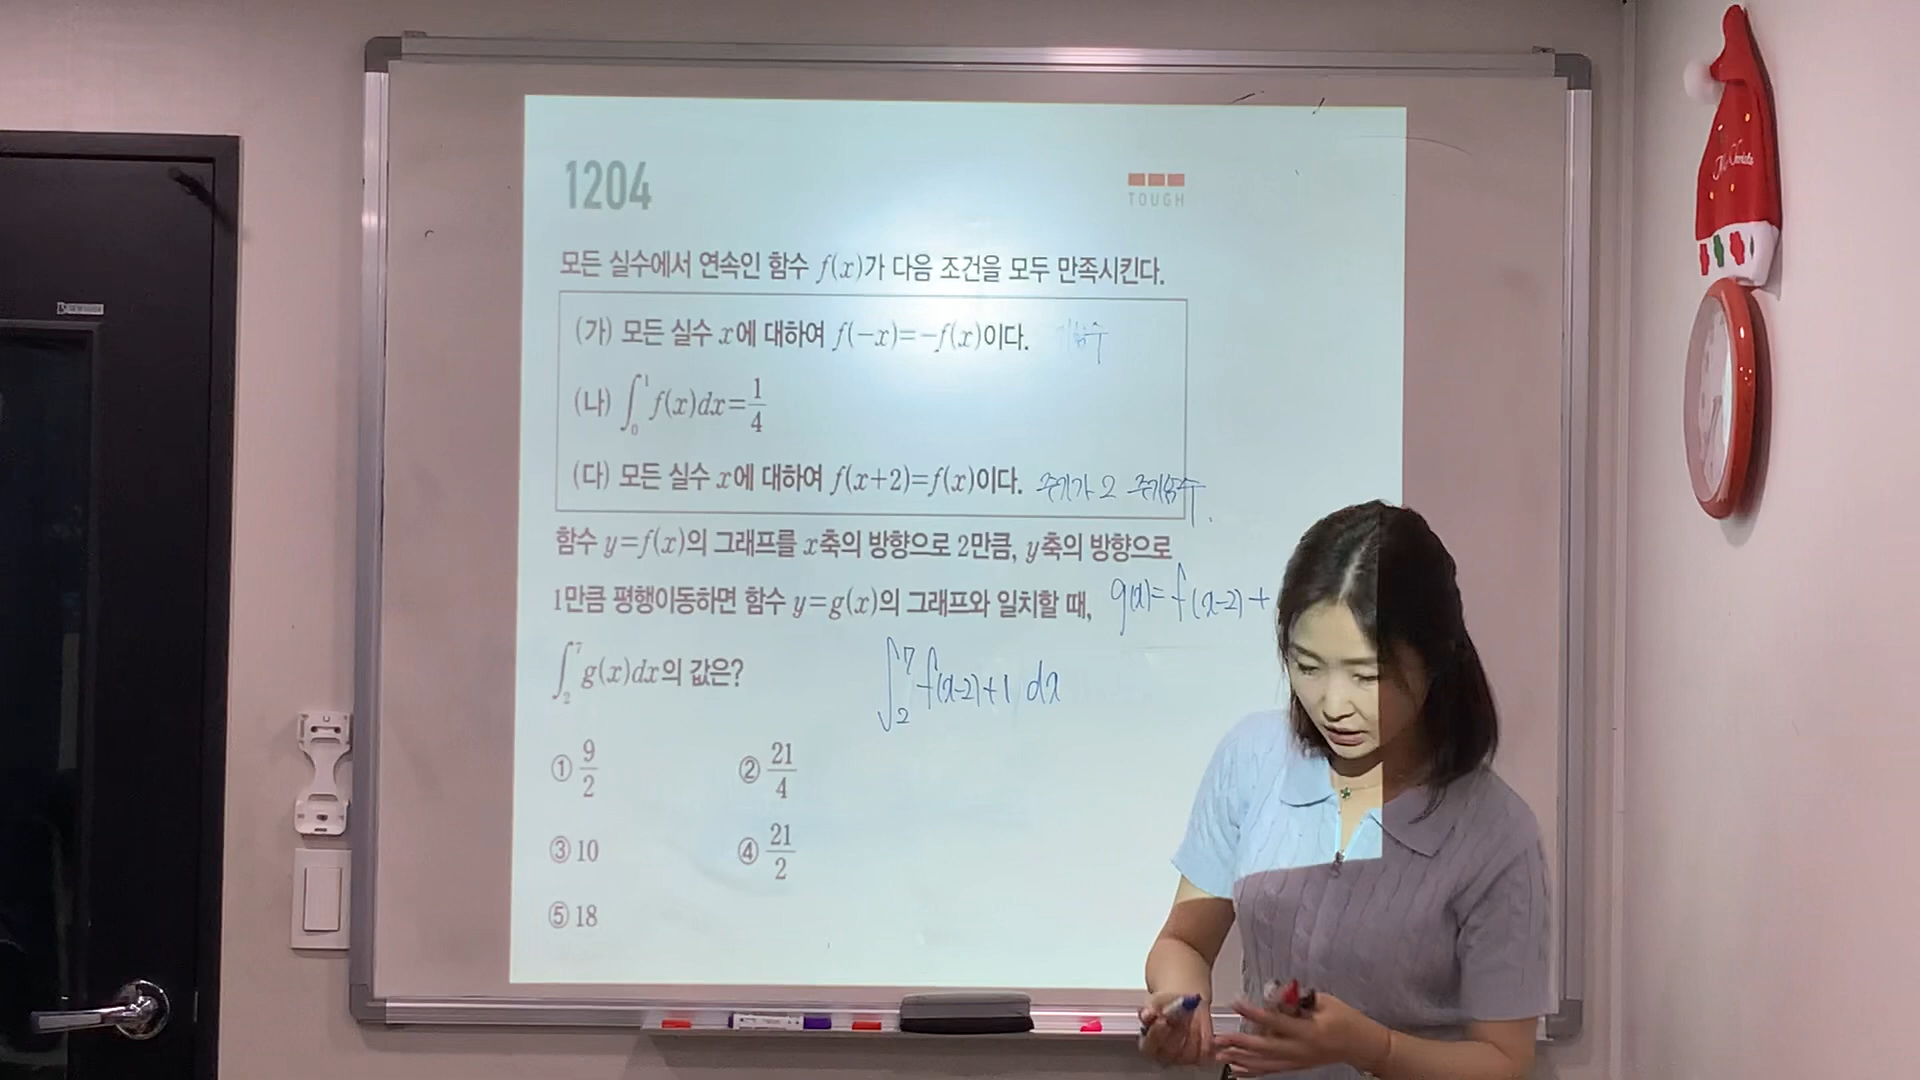 1204
TOUGH
모든 실수에서 연속인 함수 f(x)가 다음 조건을 모두 만족시킨다.
(가) 모든 실수 x에 대하여 f(−x)=−f(x)이다. 기함수
(나) ∫₀¹ f(x)dx=1/4
(다) 모든 실수 x에 대하여 f(x+2)=f(x)이다. 주기가 2 주기함수
함수 y=f(x)의 그래프를 x축의 방향으로 2만큼, y축의 방향으로
1만큼 평행이동하면 함수 y=g(x)의 그래프와 일치할 때, g(x)=f(x-2)+
∫₂⁷ g(x)dx의 값은? ∫₂⁷ f(x-2)+1 dx
① 9/2 ② 21/4
③ 10 ④ 21/2
⑤ 18